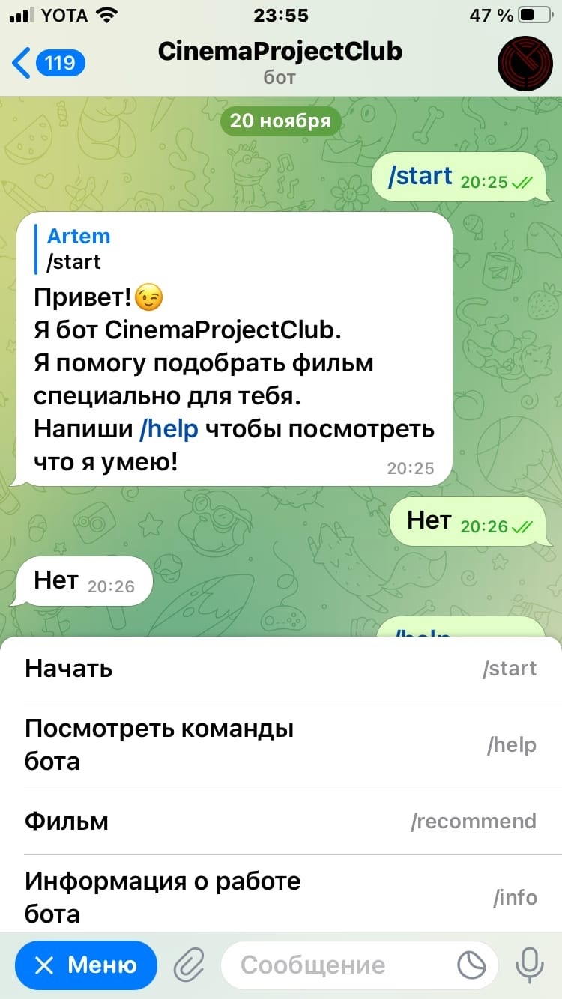 YOTA 23:55 47 %
119 CinemaProjectClub
бот
20 ноября
/start 20:25
Artem
/start
Привет!😉
Я бот CinemaProjectClub.
Я помогу подобрать фильм
специально для тебя.
Напиши /help чтобы посмотреть
что я умею!
20:25
Нет 20:26
Нет 20:26
/help
Начать /start
Посмотреть команды
бота /help
Фильм /recommend
Информация о работе
бота /info
Меню Сообщение